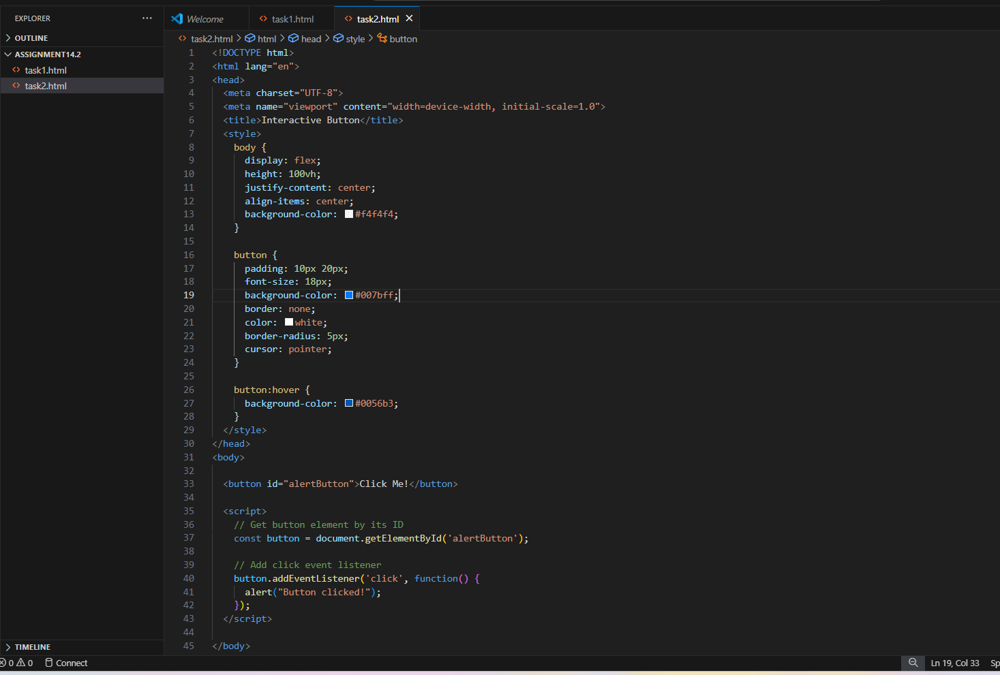 EXPLORER ···
OUTLINE
ASSIGNMENT14.2
task1.html
task2.html
TIMELINE
Welcome task1.html task2.html
task2.html > html > head > style > button
1 <!DOCTYPE html>
2 <html lang="en">
3 <head>
4 <meta charset="UTF-8">
5 <meta name="viewport" content="width=device-width, initial-scale=1.0">
6 <title>Interactive Button</title>
7 <style>
8 body {
9 display: flex;
10 height: 100vh;
11 justify-content: center;
12 align-items: center;
13 background-color: #f4f4f4;
14 }
15
16 button {
17 padding: 10px 20px;
18 font-size: 18px;
19 background-color: #007bff;
20 border: none;
21 color: white;
22 border-radius: 5px;
23 cursor: pointer;
24 }
25
26 button:hover {
27 background-color: #0056b3;
28 }
29 </style>
30 </head>
31 <body>
32
33 <button id="alertButton">Click Me!</button>
34
35 <script>
36 // Get button element by its ID
37 const button = document.getElementById('alertButton');
38
39 // Add click event listener
40 button.addEventListener('click', function() {
41 alert("Button clicked!");
42 });
43 </script>
44
45 </body>
0 0 Connect Ln 19, Col 33 Sp